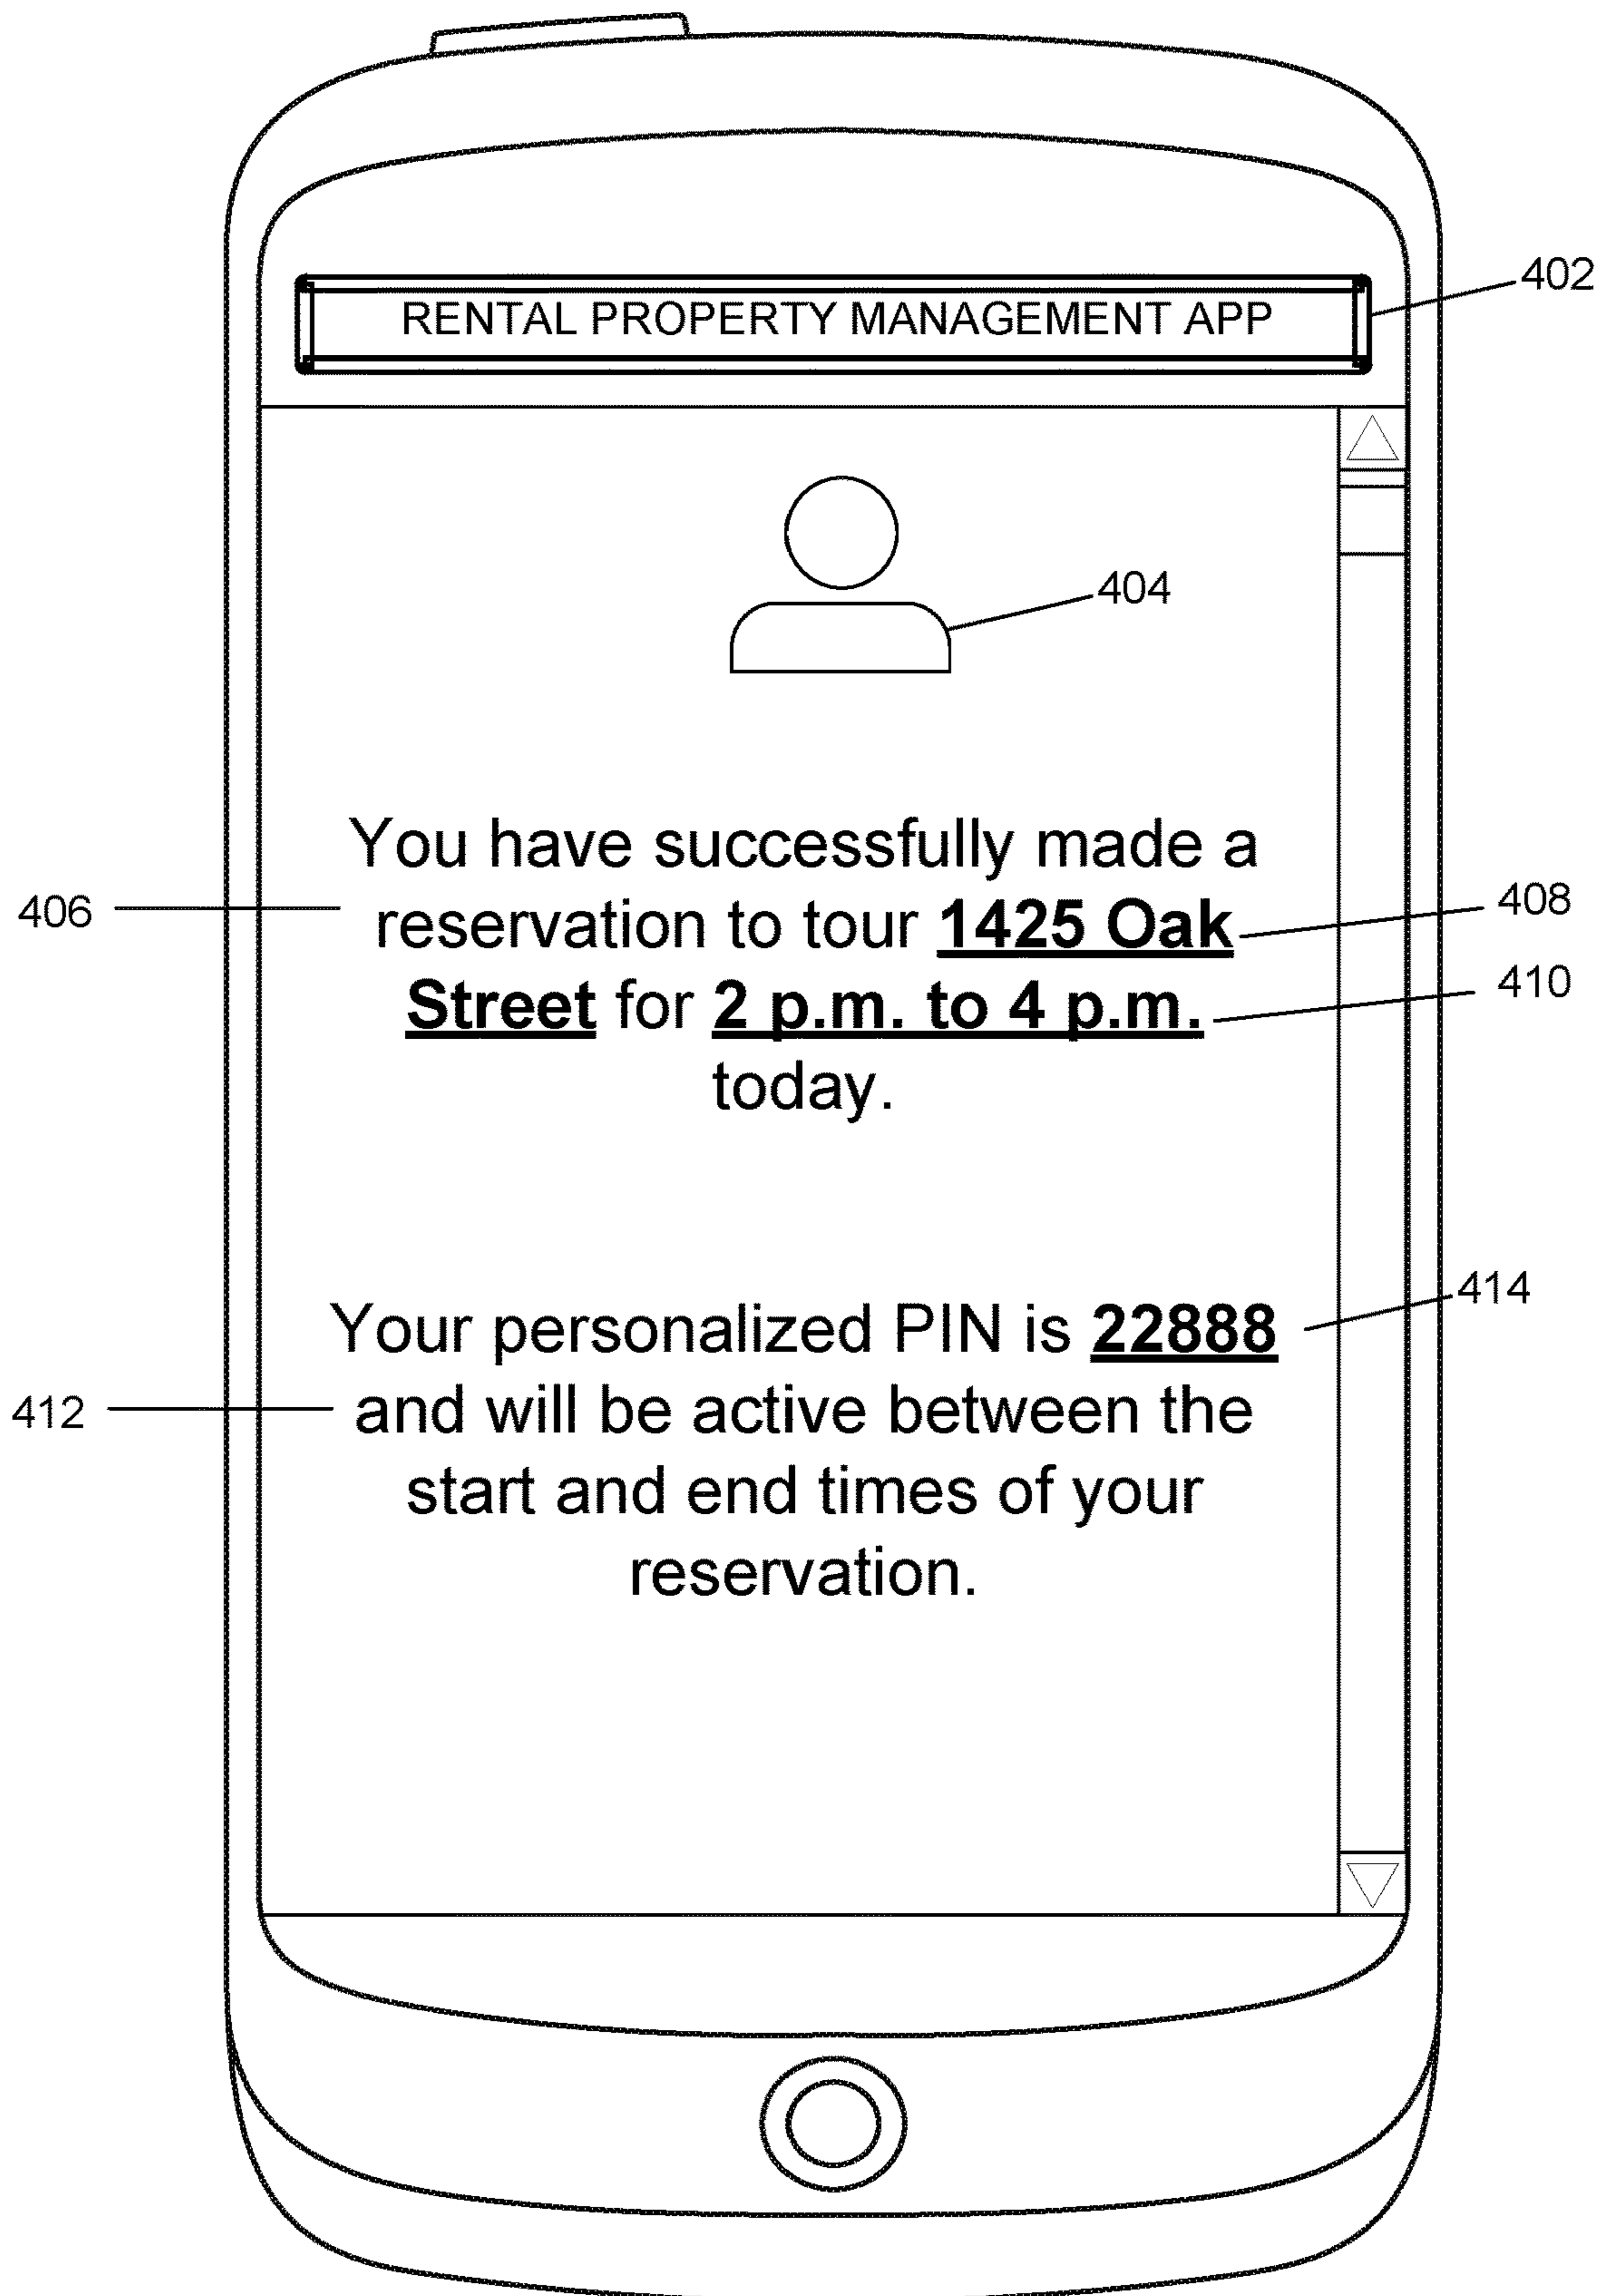 RENTAL PROPERTY MANAGEMENT APP
402
404
You have successfully made a
406
reservation to tour 1425 Oak
408
Street for 2 p.m. to 4 p.m.
410
today.
Your personalized PIN is 22888
414
412
and will be active between the
start and end times of your
reservation.